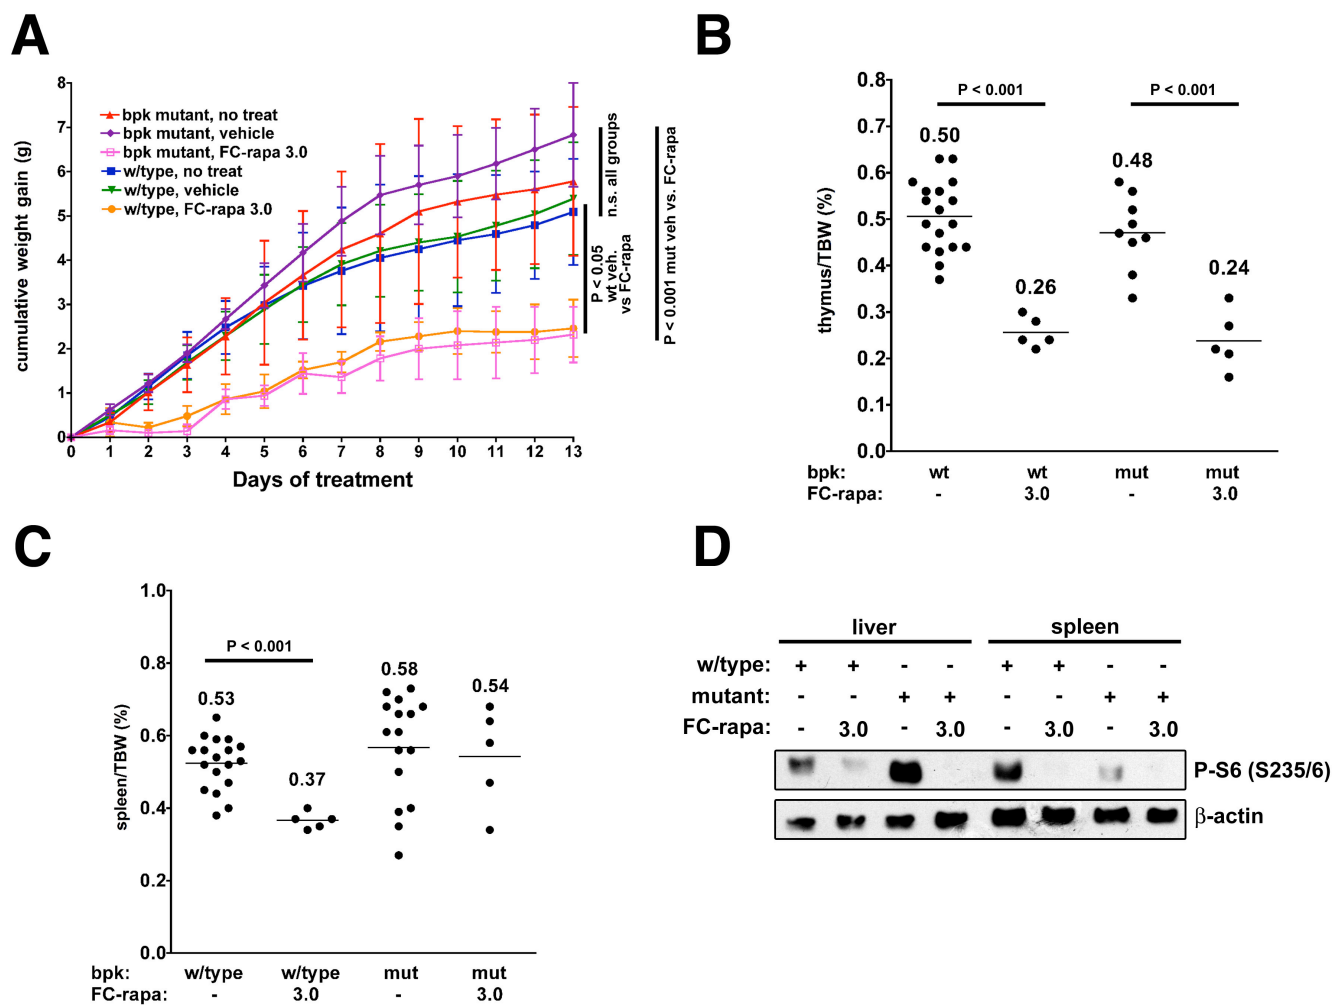 A
cumulative weight gain (g)
8
7
6
5
4
3
2
1
0
bpk mutant, no treat
bpk mutant, vehicle
bpk mutant, FC-rapa 3.0
w/type, no treat
w/type, vehicle
w/type, FC-rapa 3.0
n.s. all groups
P < 0.05
wt veh.
vs FC-rapa
P < 0.001 mut veh vs. FC-rapa
0 1 2 3 4 5 6 7 8 9 10 11 12 13
Days of treatment
B
thymus/TBW (%)
0.8
0.7
0.6
0.5
0.4
0.3
0.2
0.1
0.0
P < 0.001
P < 0.001
0.50
0.26
0.48
0.24
bpk: wt wt mut mut
FC-rapa: - 3.0 - 3.0
C
spleen/TBW (%)
1.0
0.8
0.6
0.4
0.2
0.0
P < 0.001
0.53
0.37
0.58
0.54
bpk: w/type w/type mut mut
FC-rapa: - 3.0 - 3.0
D
liver spleen
w/type: + + - - + + - -
mutant: - - + + - - + +
FC-rapa: - 3.0 - 3.0 - 3.0 - 3.0
P-S6 (S235/6)
β-actin